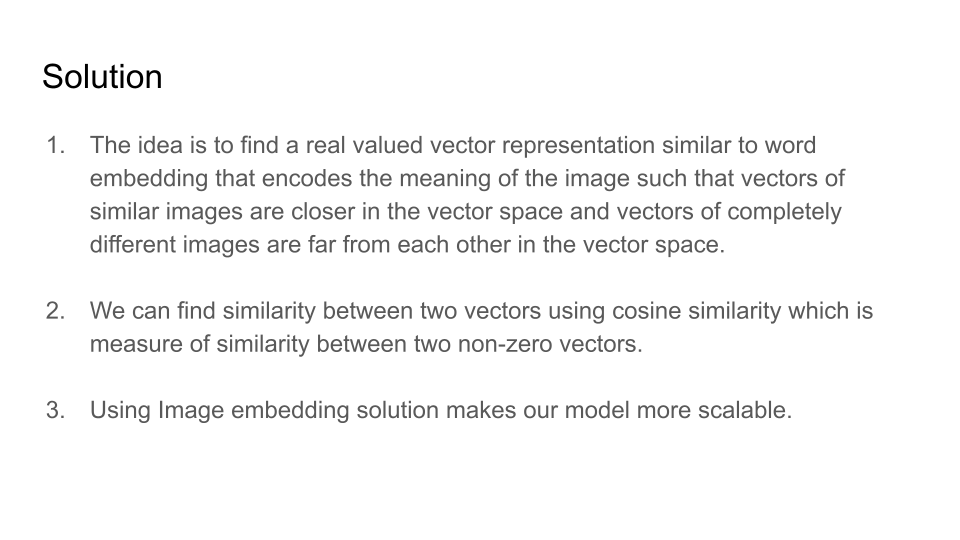 Solution
1. The idea is to find a real valued vector representation similar to word
embedding that encodes the meaning of the image such that vectors of
similar images are closer in the vector space and vectors of completely
different images are far from each other in the vector space.
2. We can find similarity between two vectors using cosine similarity which is
measure of similarity between two non-zero vectors.
3. Using Image embedding solution makes our model more scalable.